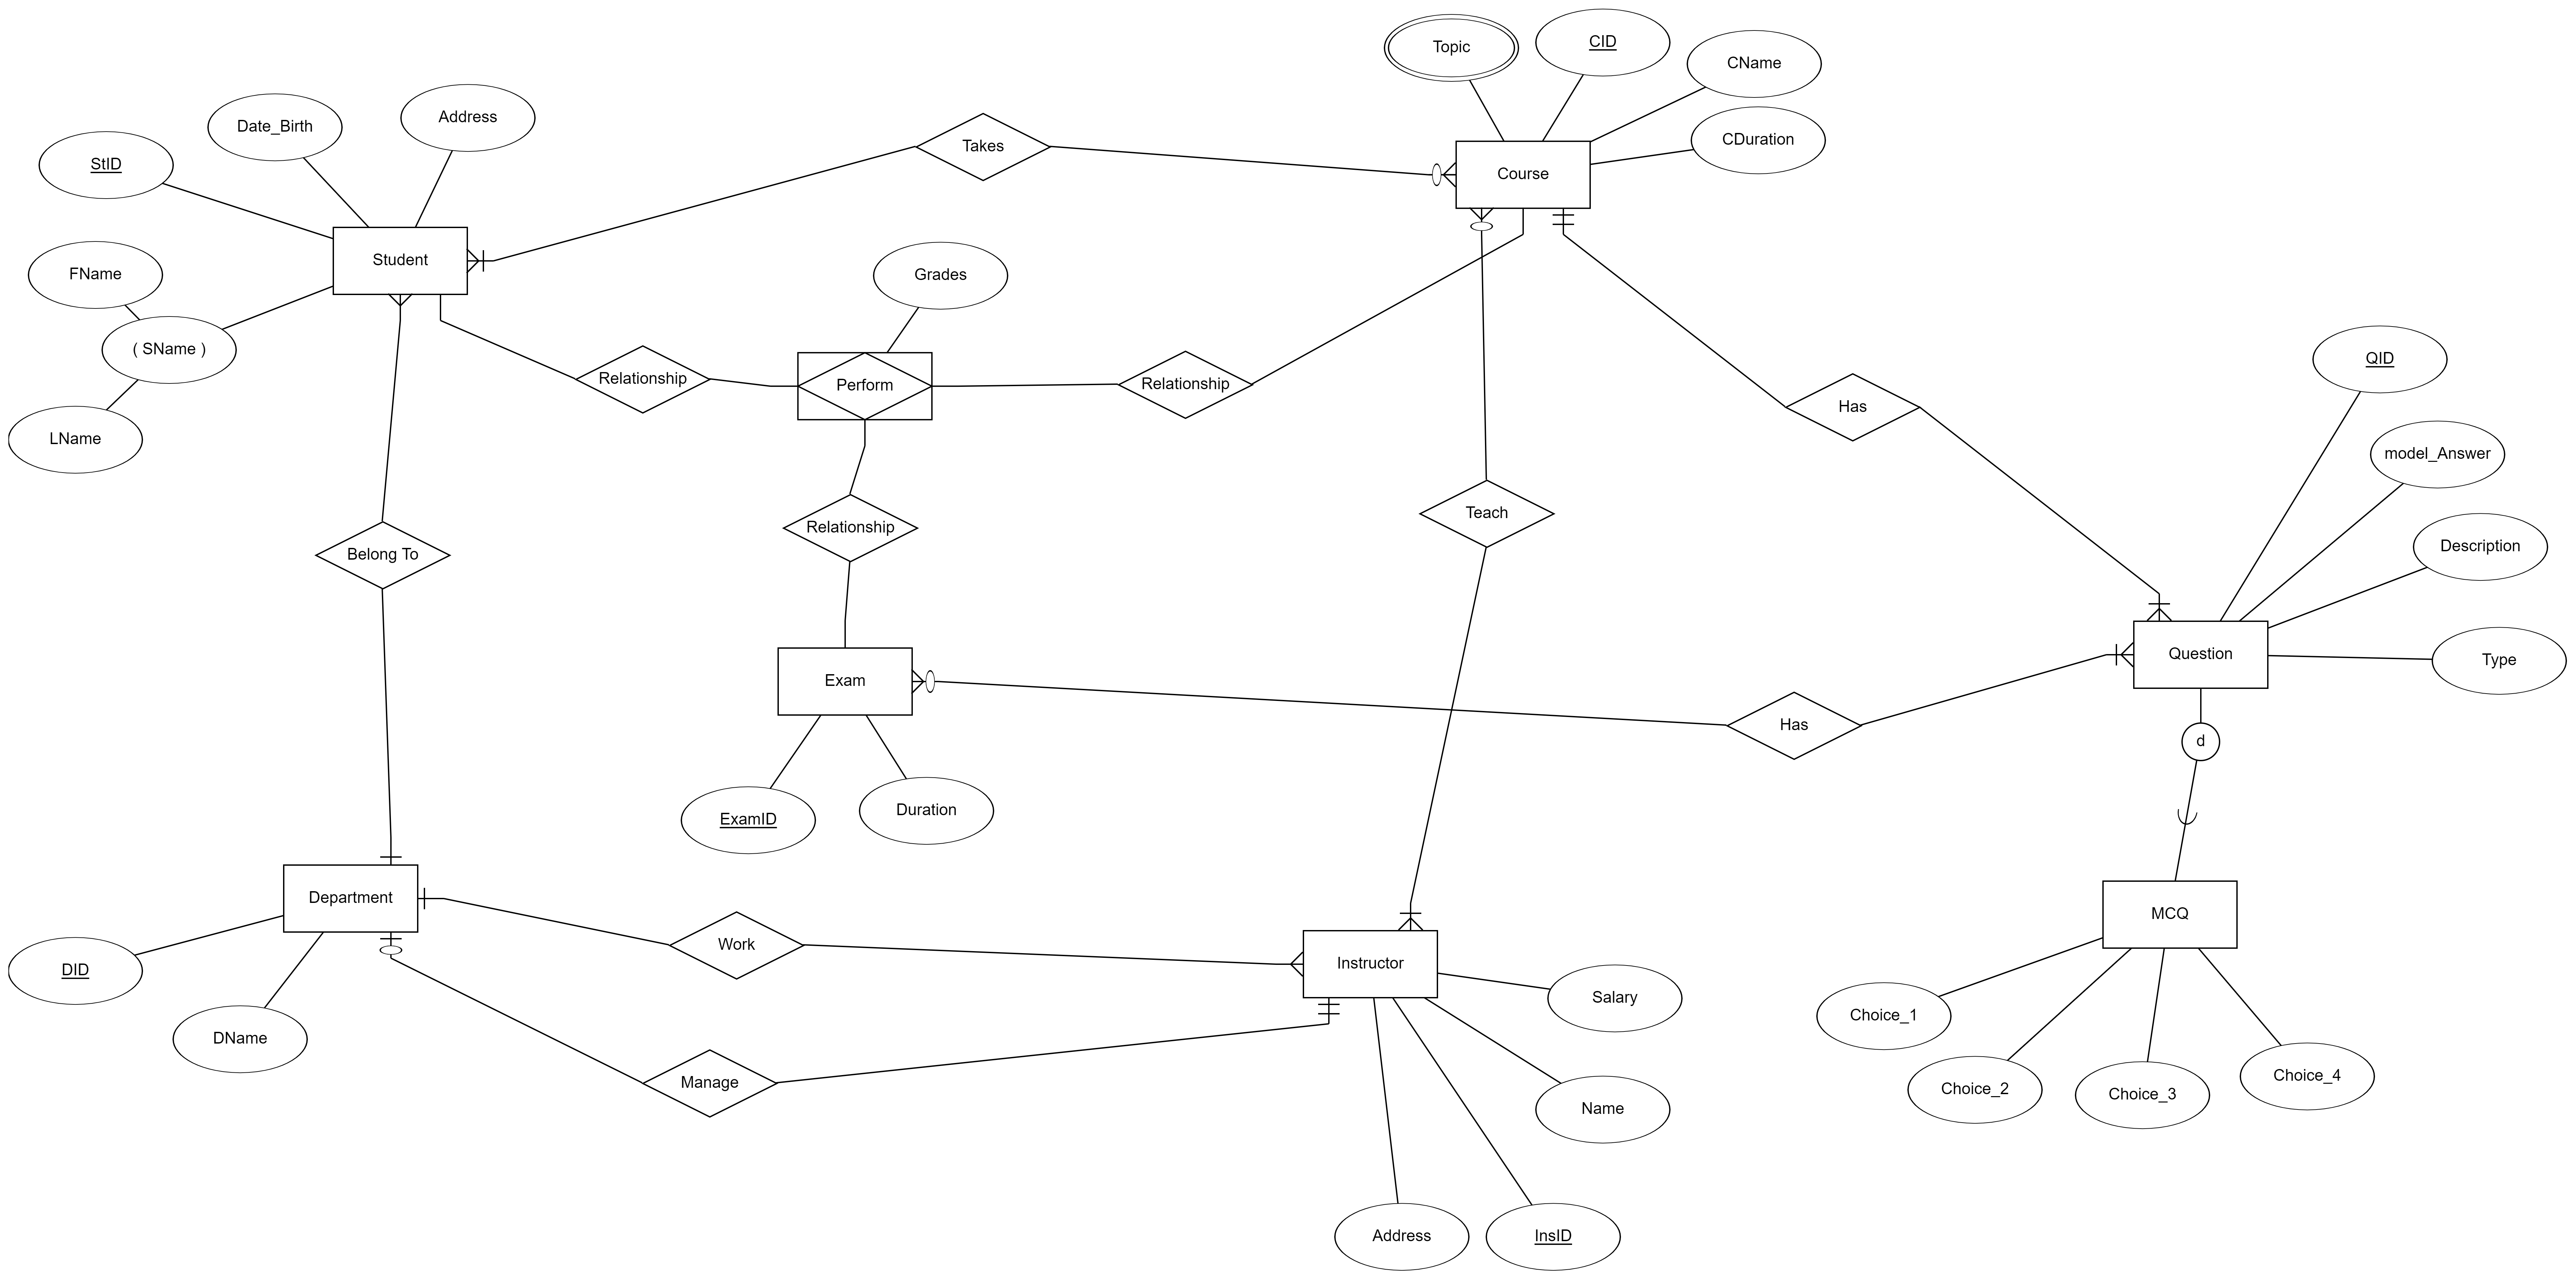 Topic
CID
CName
CDuration
Course
Date_Birth
Address
StID
Student
FName
( SName )
LName
Takes
Grades
Relationship
Perform
Relationship
Has
QID
model_Answer
Description
Type
Question
d
Teach
Relationship
Belong To
Exam
ExamID
Duration
Has
Department
DID
DName
Work
Manage
Instructor
Salary
Name
InsID
Address
MCQ
Choice_1
Choice_2
Choice_3
Choice_4